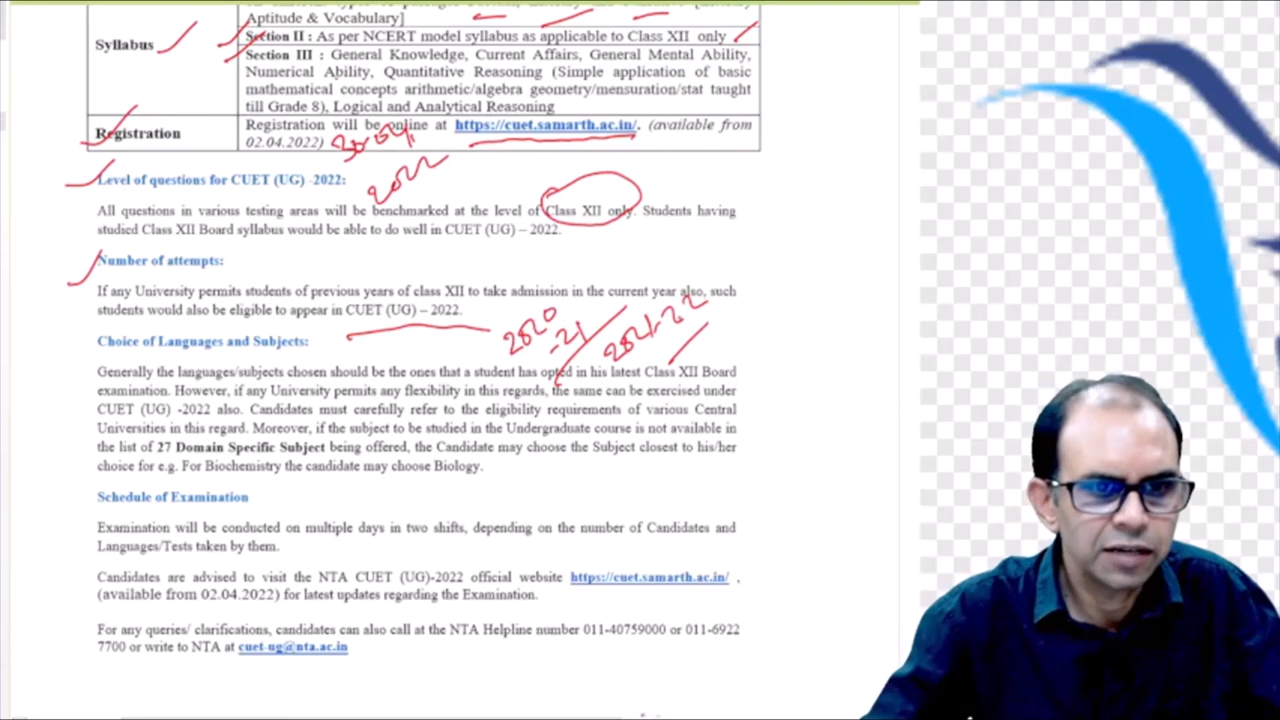 Aptitude & Vocabulary]
Syllabus
Section II : As per NCERT model syllabus as applicable to Class XII only
Section III : General Knowledge, Current Affairs, General Mental Ability,
Numerical Ability, Quantitative Reasoning (Simple application of basic
mathematical concepts arithmetic/algebra geometry/mensuration/stat taught
till Grade 8), Logical and Analytical Reasoning
Registration
Registration will be online at https://cuet.samarth.ac.in/. (available from
02.04.2022)
2022
Level of questions for CUET (UG) -2022:
All questions in various testing areas will be benchmarked at the level of Class XII only. Students having
studied Class XII Board syllabus would be able to do well in CUET (UG) – 2022.
Number of attempts:
If any University permits students of previous years of class XII to take admission in the current year also, such
students would also be eligible to appear in CUET (UG) – 2022.
2020
-21
2021-22
Choice of Languages and Subjects:
Generally the languages/subjects chosen should be the ones that a student has opted in his latest Class XII Board
examination. However, if any University permits any flexibility in this regards, the same can be exercised under
CUET (UG) -2022 also. Candidates must carefully refer to the eligibility requirements of various Central
Universities in this regard. Moreover, if the subject to be studied in the Undergraduate course is not available in
the list of 27 Domain Specific Subject being offered, the Candidate may choose the Subject closest to his/her
choice for e.g. For Biochemistry the candidate may choose Biology.
Schedule of Examination
Examination will be conducted on multiple days in two shifts, depending on the number of Candidates and
Languages/Tests taken by them.
Candidates are advised to visit the NTA CUET (UG)-2022 official website https://cuet.samarth.ac.in/ ,
(available from 02.04.2022) for latest updates regarding the Examination.
For any queries/ clarifications, candidates can also call at the NTA Helpline number 011-40759000 or 011-6922
7700 or write to NTA at cuet-ug@nta.ac.in